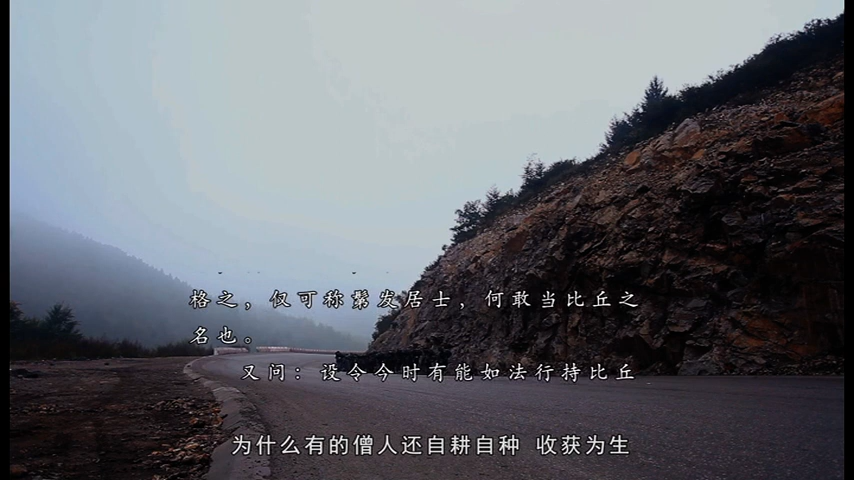 格之，仅可称鬀发居士，何敢当比丘之
名也。
又问：设令今时有能如法行持比丘
为什么有的僧人还自耕自种 收获为生